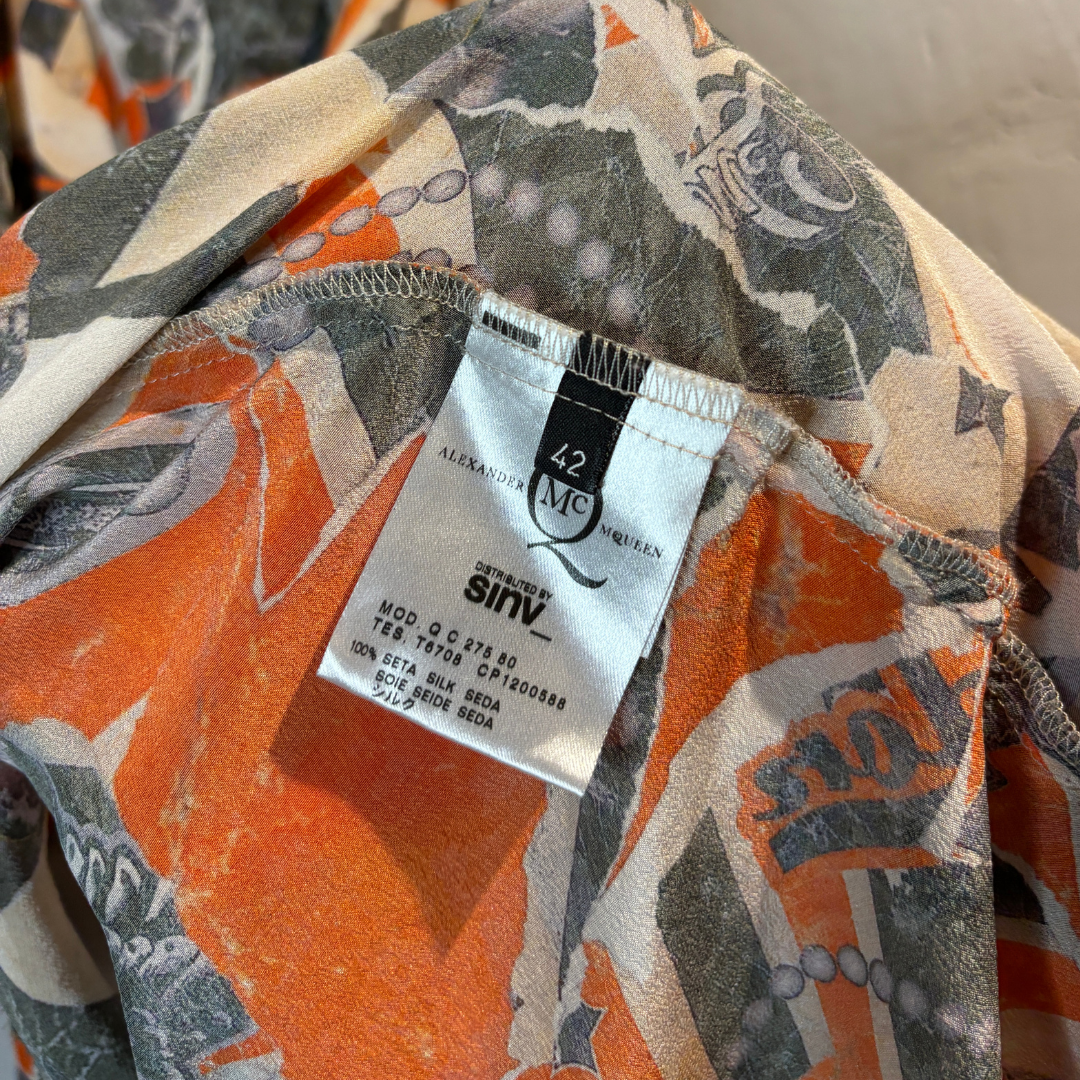 42
ALEXANDER McQ MCQUEEN
DISTRIBUTED BY
sinv_
MOD. Q C 275 80
TES. T6708 CP1200588
100% SETA SILK SEDA
SOIE SEIDE SEDA
シルク